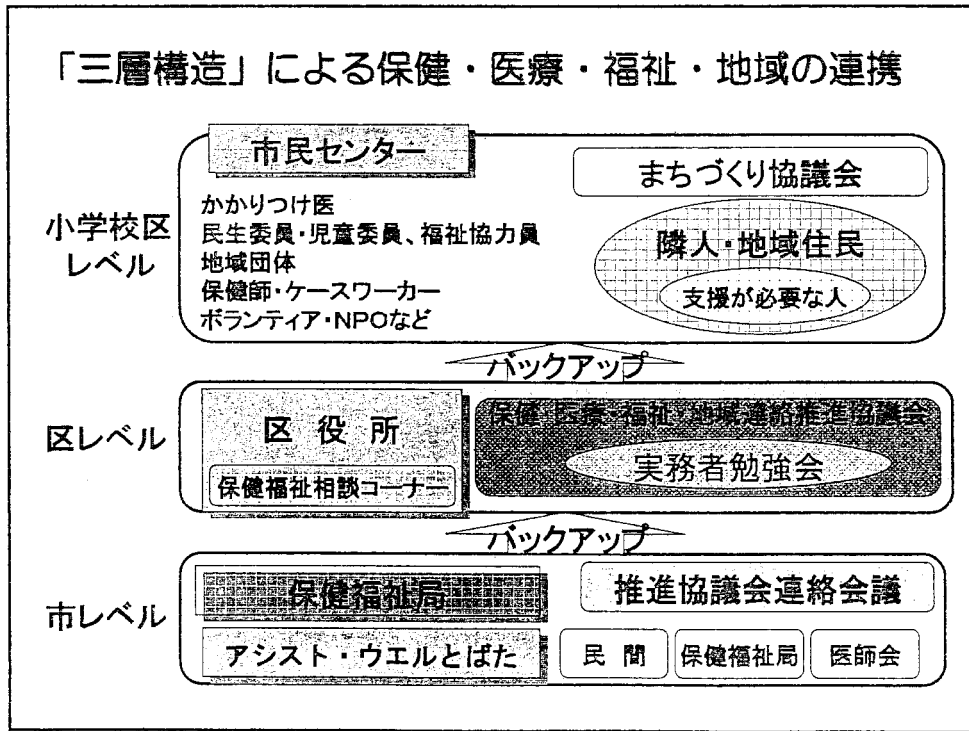 「三層構造」による保健・医療・福祉・地域の連携
小学校区
レベル
市民センター
かかりつけ医
民生委員・児童委員、福祉協力員
地域団体
保健師・ケースワーカー
ボランティア・NPOなど
まちづくり協議会
隣人・地域住民
支援が必要な人
バックアップ
区レベル
区役所
保健福祉相談コーナー
保健・医療・福祉・地域連絡推進協議会
実務者勉強会
バックアップ
市レベル
保健福祉局
アシスト・ウエルとばた
推進協議会連絡会議
民間
保健福祉局
医師会